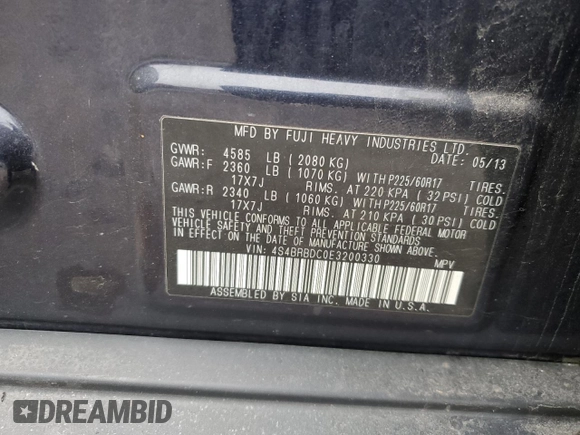 MFD BY FUJI HEAVY INDUSTRIES LTD.
GVWR: 4585 LB ( 2080 KG) DATE: 05/13
GAWR:F 2360 LB ( 1070 KG) WITH P225/60R17 TIRES.
17X7J RIMS. AT 220 KPA ( 32 PSI) COLD
GAWR:R 2340 LB ( 1060 KG) WITH P225/60R17 TIRES.
17X7J RIMS. AT 210 KPA ( 30 PSI) COLD
THIS VEHICLE CONFORMS TO ALL APPLICABLE FEDERAL MOTOR
VEHICLE SAFETY AND THEFT PREVENTION STANDARDS
IN EFFECT ON THE DATE OF MANUFACTURE SHOWN ABOVE.
VIN: 4S4BRBDC0E3200330 MPV
ASSEMBLED BY SIA INC. MADE IN U.S.A.
DREAMBID